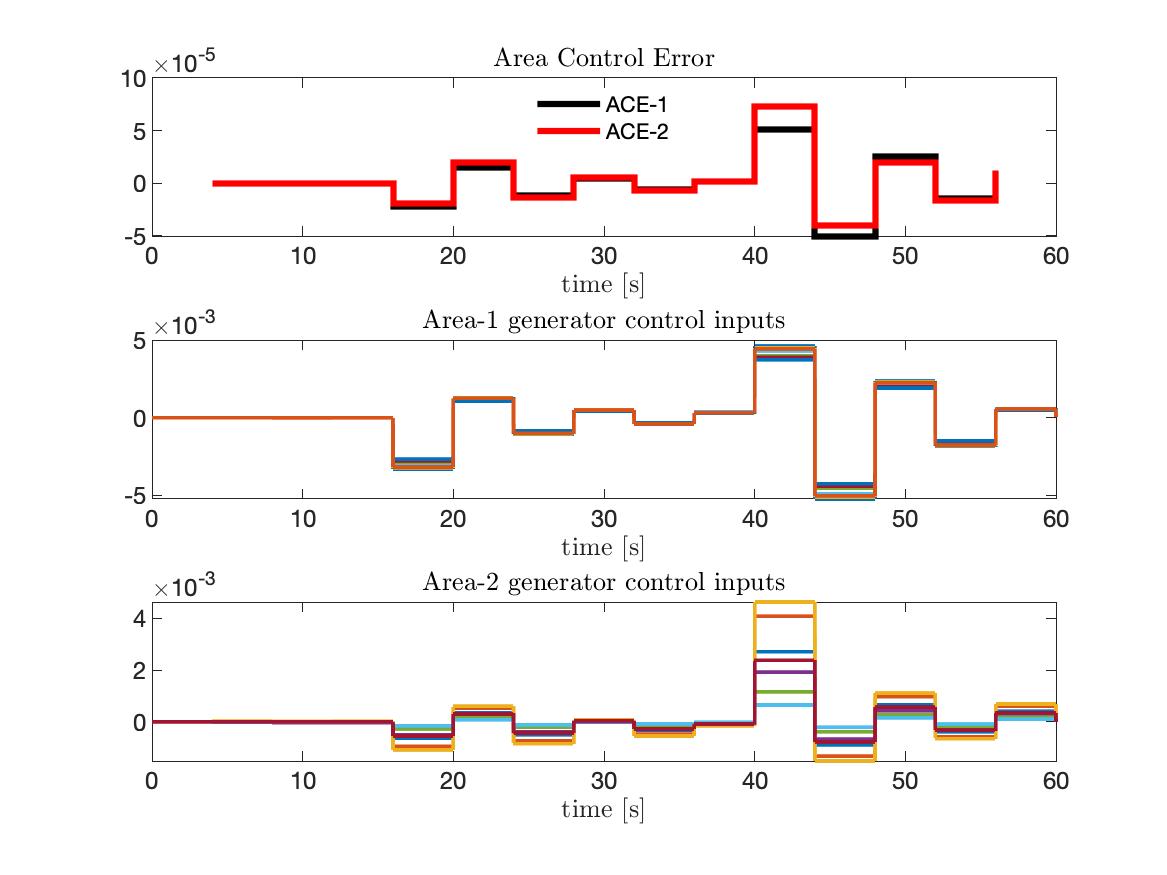 Area Control Error
×10-5
10
5
0
-5
ACE-1
ACE-2
0 10 20 30 40 50 60
time [s]
Area-1 generator control inputs
×10-3
5
0
-5
0 10 20 30 40 50 60
time [s]
Area-2 generator control inputs
×10-3
4
2
0
0 10 20 30 40 50 60
time [s]